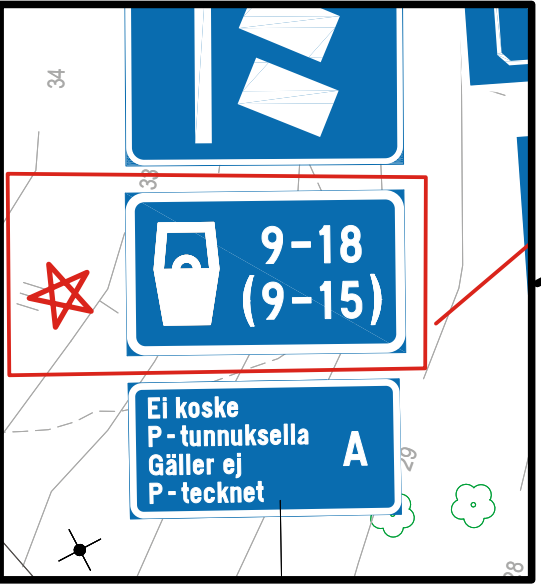 34
33
9-18
(9-15)
Ei koske
P-tunnuksella
Gäller ej
P-tecknet
A
29